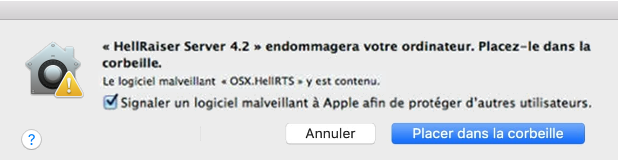 « HellRaiser Server 4.2 » endommagera votre ordinateur. Placez-le dans la
corbeille.
Le logiciel malveillant « OSX.HellRTS » y est contenu.
Signaler un logiciel malveillant à Apple afin de protéger d'autres utilisateurs.
? Annuler Placer dans la corbeille